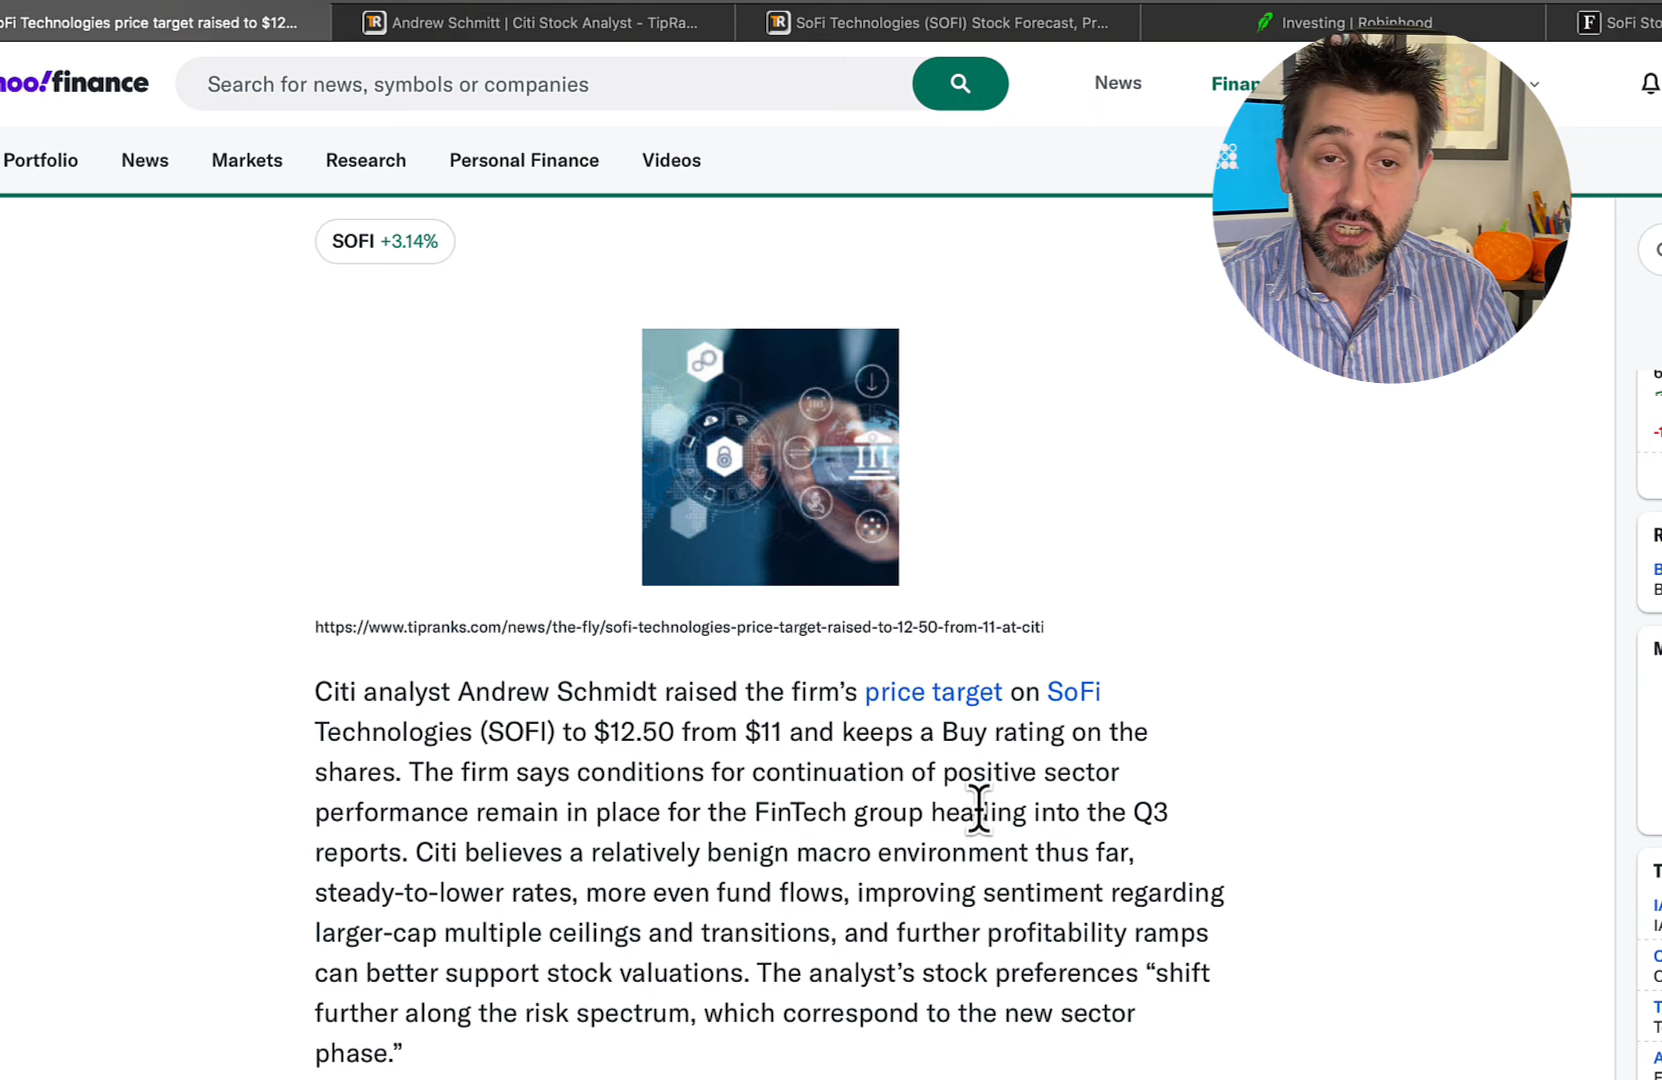 oFi Technologies price target raised to $12...
Andrew Schmitt | Citi Stock Analyst - TipRa...
SoFi Technologies (SOFI) Stock Forecast, Pr...
Investing | Robinhood
SoFi Sto
oo!finance
Search for news, symbols or companies
News
Finan
Portfolio
News
Markets
Research
Personal Finance
Videos
SOFI +3.14%
https://www.tipranks.com/news/the-fly/sofi-technologies-price-target-raised-to-12-50-from-11-at-citi
Citi analyst Andrew Schmidt raised the firm’s price target on SoFi
Technologies (SOFI) to $12.50 from $11 and keeps a Buy rating on the
shares. The firm says conditions for continuation of positive sector
performance remain in place for the FinTech group heading into the Q3
reports. Citi believes a relatively benign macro environment thus far,
steady-to-lower rates, more even fund flows, improving sentiment regarding
larger-cap multiple ceilings and transitions, and further profitability ramps
can better support stock valuations. The analyst’s stock preferences “shift
further along the risk spectrum, which correspond to the new sector
phase.”